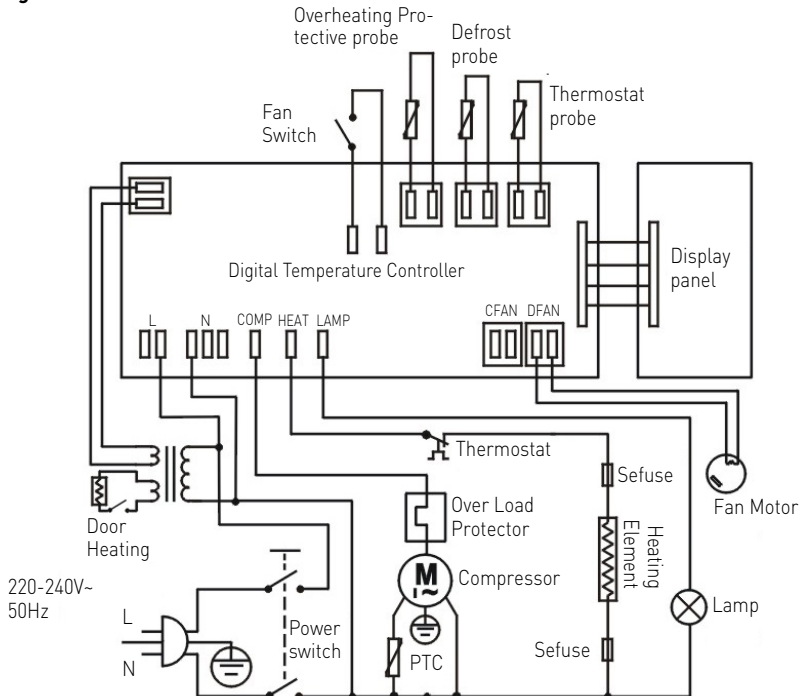 Overheating Pro-
tective probe
Defrost
probe
Thermostat
probe
Fan
Switch
Digital Temperature Controller
Display
panel
L
N
COMP
HEAT
LAMP
CFAN
DFAN
Thermostat
Sefuse
Fan Motor
Over Load
Protector
Heating
Element
Door
Heating
M
~
Compressor
220-240V~
50Hz
L
N
Power
switch
PTC
Sefuse
Lamp